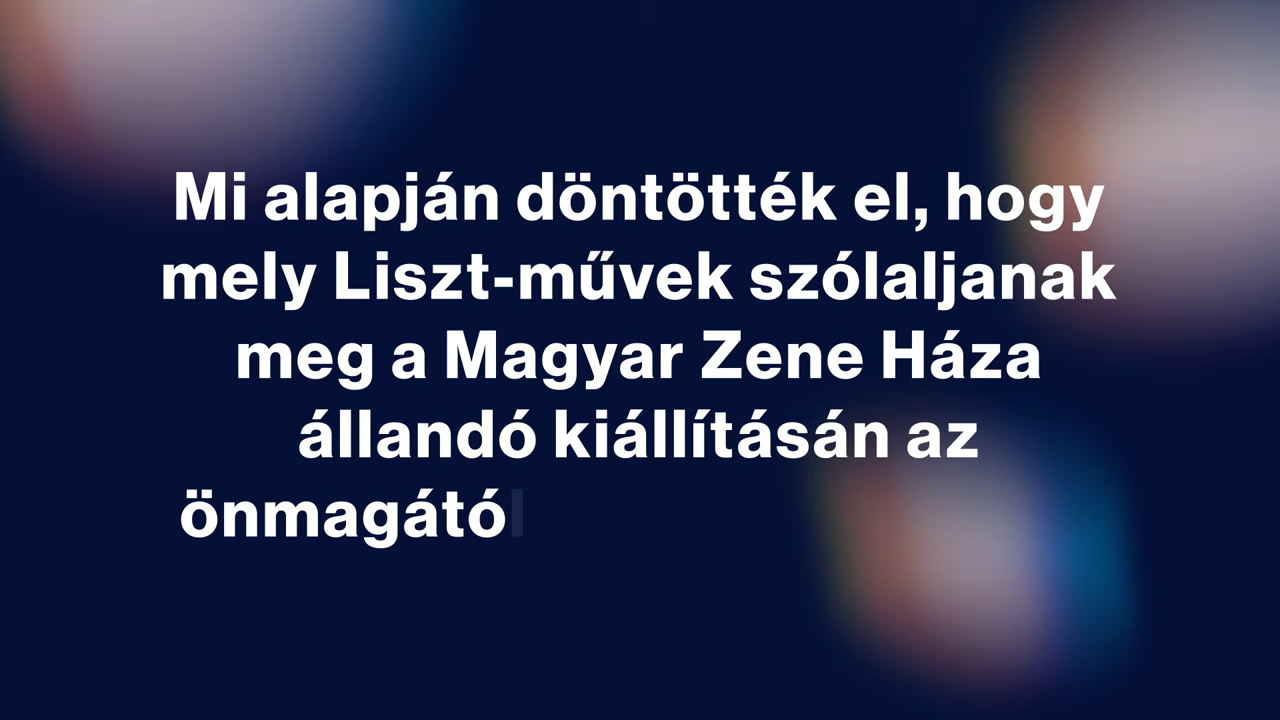 Mi alapján döntötték el, hogy
mely Liszt-művek szólaljanak
meg a Magyar Zene Háza
állandó kiállításán az
önmagától